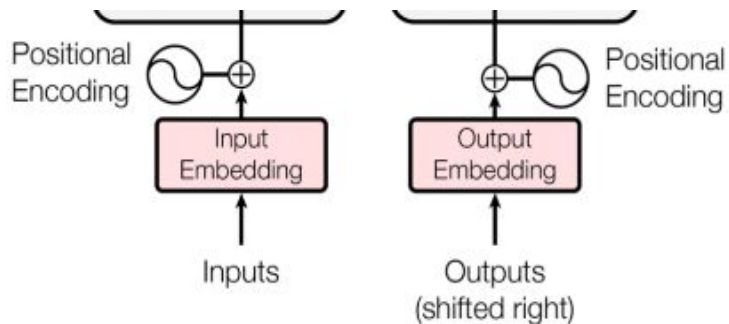 Positional
Encoding
Input
Embedding
Inputs
Output
Embedding
Outputs
(shifted right)
Positional
Encoding